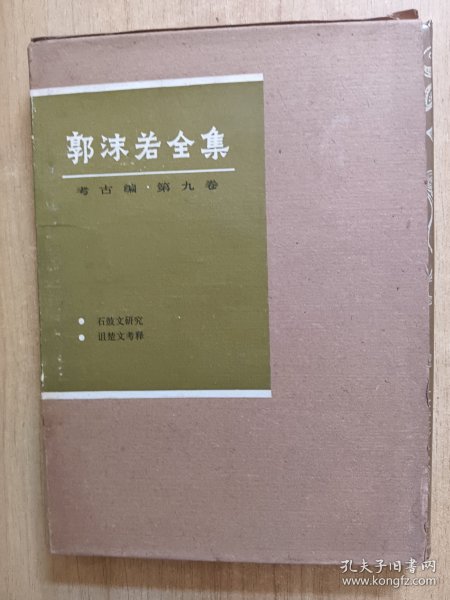 郭沫若全集
考古编·第九卷
● 石鼓文研究
● 诅楚文考释
孔夫子旧书网
www.kongfz.com